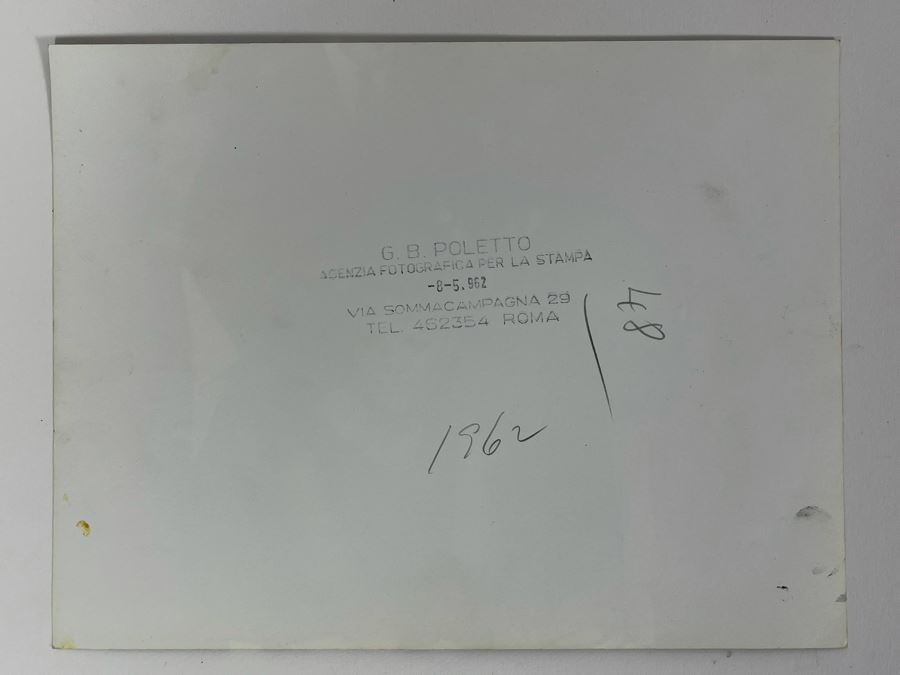 G. B. POLETTO
AGENZIA FOTOGRAFICA PER LA STAMPA
-8-5.962
VIA SOMMACAMPAGNA 29
TEL. 462354 ROMA
87
1962